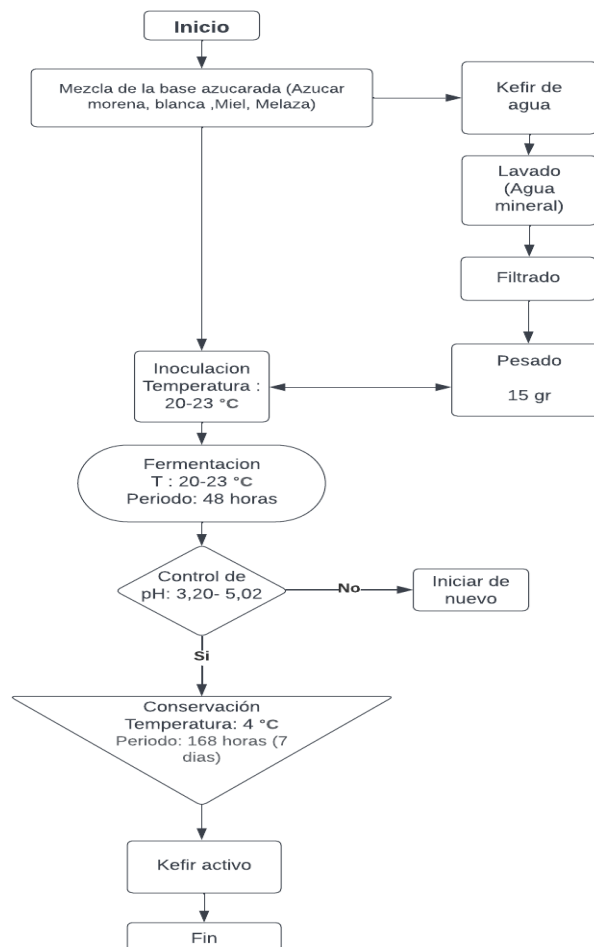 Inicio
Mezcla de la base azucarada (Azucar
morena, blanca ,Miel, Melaza)
Kefir de
agua
Lavado
(Agua
mineral)
Filtrado
Pesado
15 gr
Inoculacion
Temperatura :
20-23 °C
Fermentacion
T : 20-23 °C
Periodo: 48 horas
Control de
pH: 3,20- 5,02
No
Iniciar de
nuevo
Si
Conservación
Temperatura: 4 °C
Periodo: 168 horas (7
dias)
Kefir activo
Fin